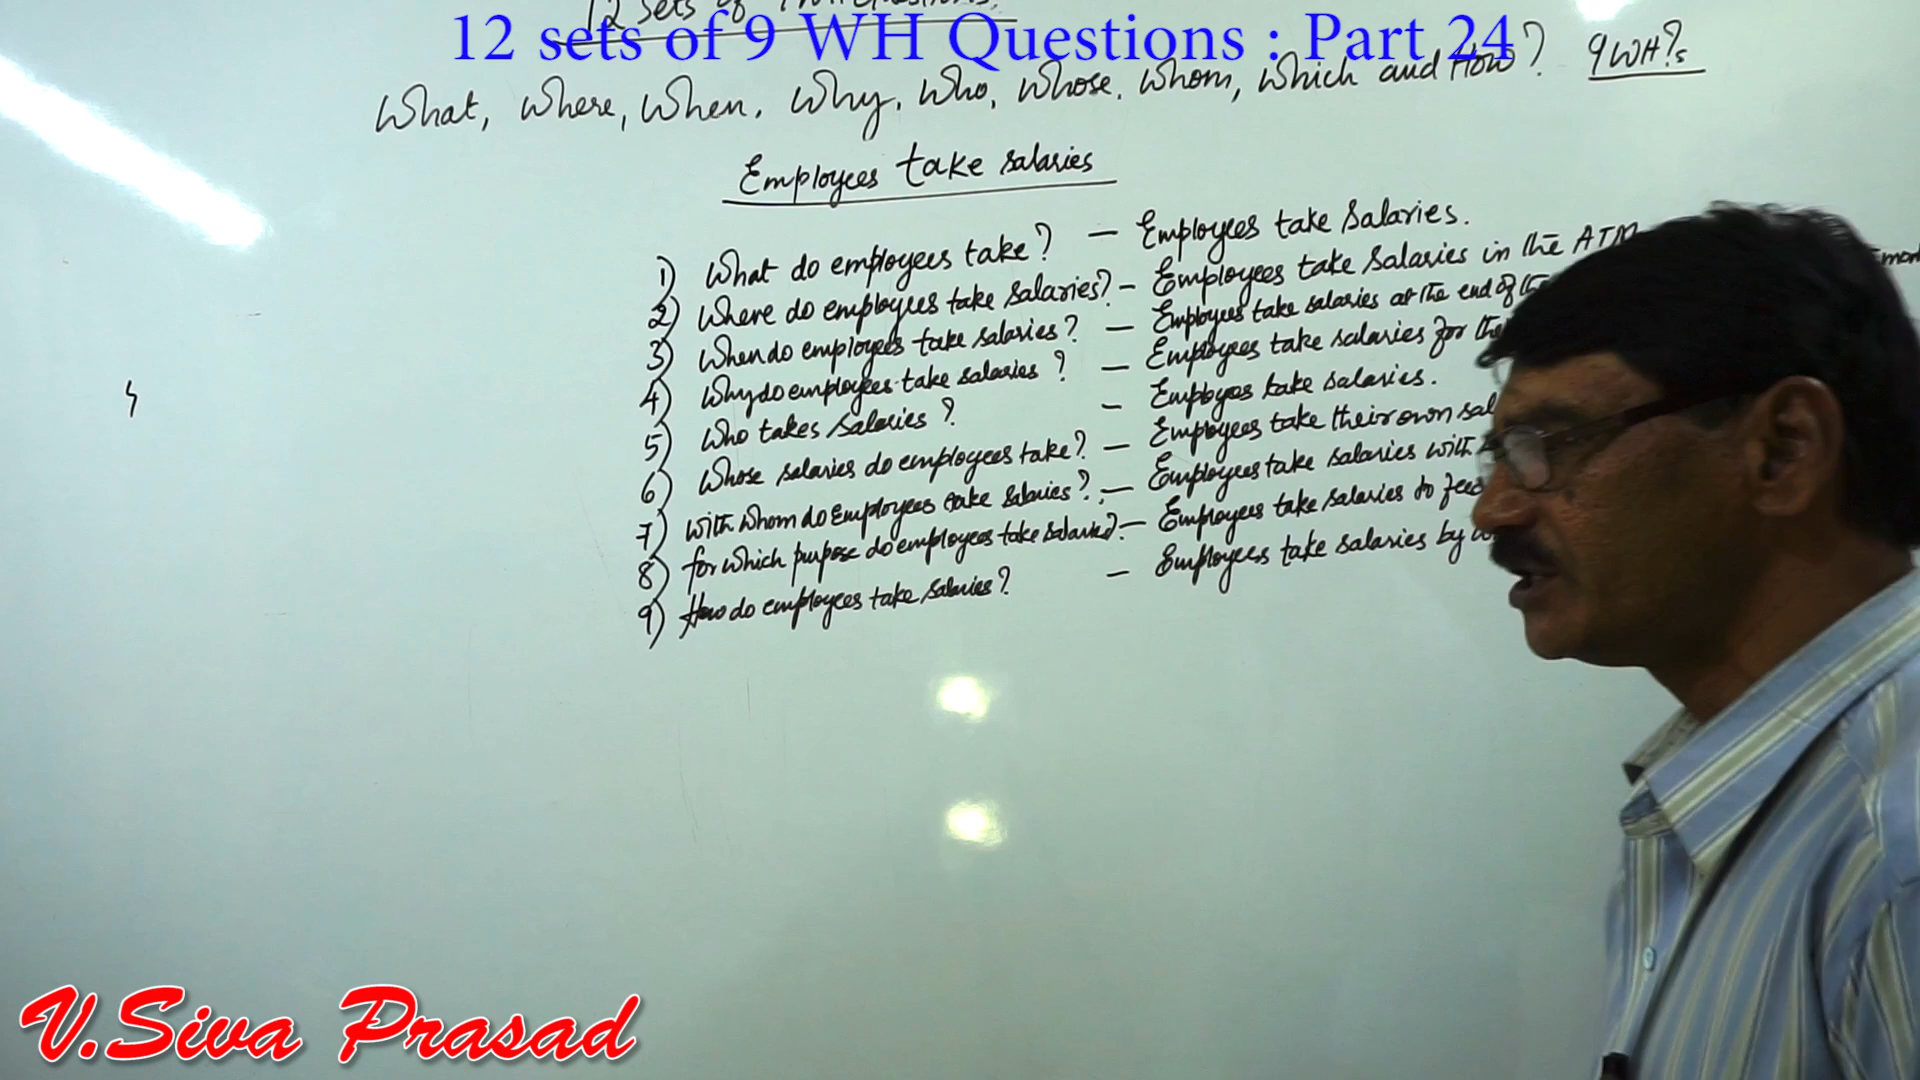 12 sets of
12 sets of 9 WH Questions : Part 24
What, Where, When, Why, Who, Whose, Whom, Which and How? 9 WH?s
Employees take salaries
1) What do employees take? — Employees take Salaries.
2) Where do employees take Salaries? — Employees take Salaries in the ATM
3) When do employees take salaries? — Employees take salaries at the end of the
4) Why do employees take salaries? — Employees take salaries for
5) Who takes Salaries? — Employees take salaries.
6) Whose salaries do employees take? — Employees take their own
7) With whom do Employees take Salaries? — Employees take salaries with
8) for which purpose do employees take salaries? — Employees take salaries to
9) How do employees take salaries? — Employees take salaries by
V.Siva Prasad